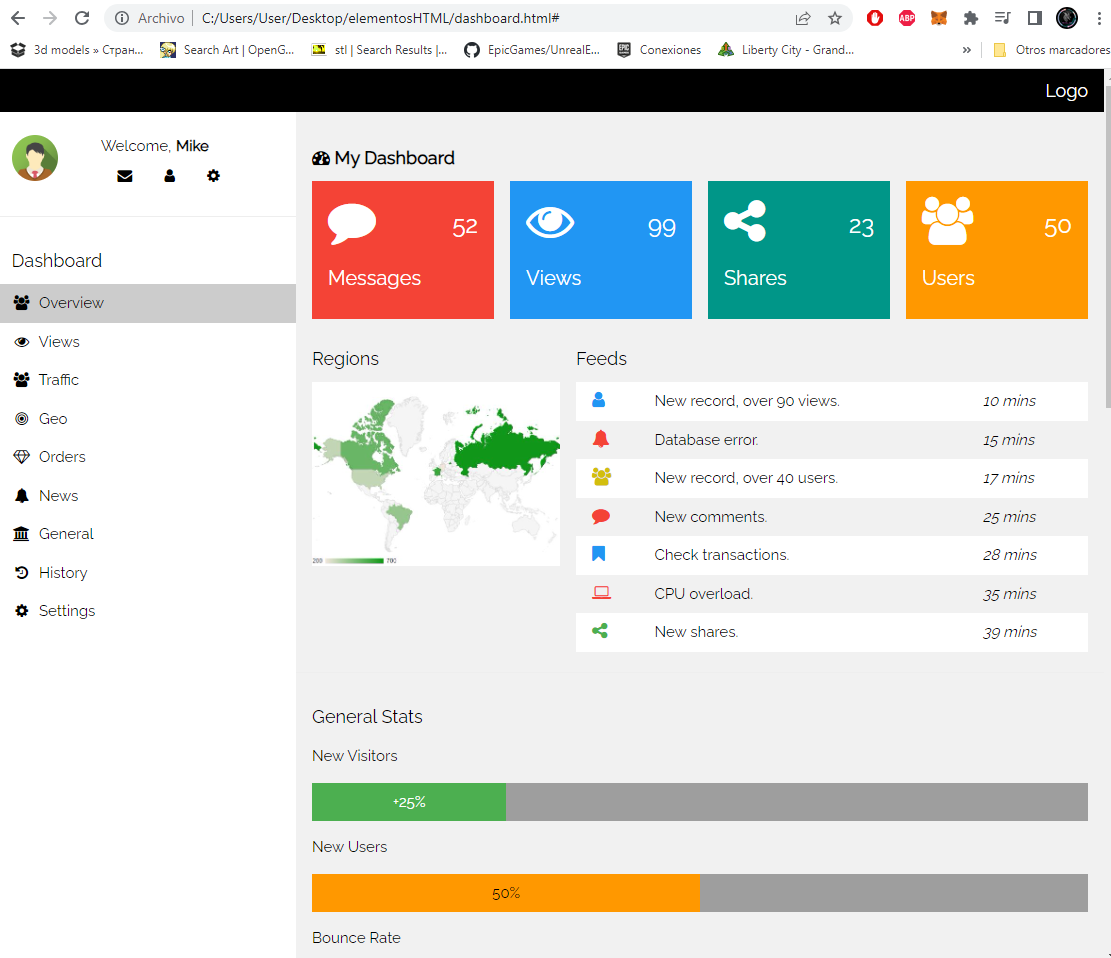 Archivo C:/Users/User/Desktop/elementosHTML/dashboard.html#
ABP
3d models » Стран... Search Art | OpenG... stl | Search Results |... EpicGames/UnrealE... Conexiones Liberty City - Grand... » Otros marcadores
Logo
Welcome, Mike
Dashboard
Overview
Views
Traffic
Geo
Orders
News
General
History
Settings
My Dashboard
52
Messages
99
Views
23
Shares
50
Users
Regions
200 700
Feeds
New record, over 90 views. 10 mins
Database error. 15 mins
New record, over 40 users. 17 mins
New comments. 25 mins
Check transactions. 28 mins
CPU overload. 35 mins
New shares. 39 mins
General Stats
New Visitors
+25%
New Users
50%
Bounce Rate